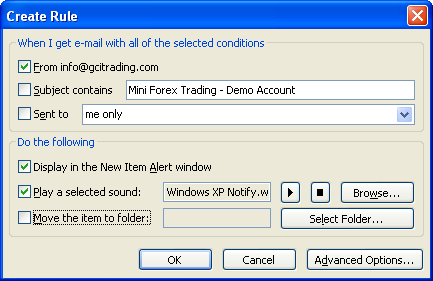 Create Rule
When I get e-mail with all of the selected conditions
From info@gcitrading.com
Subject contains Mini Forex Trading - Demo Account
Sent to me only
Do the following
Display in the New Item Alert window
Play a selected sound: Windows XP Notify.w Browse...
Move the item to folder: Select Folder...
OK Cancel Advanced Options...